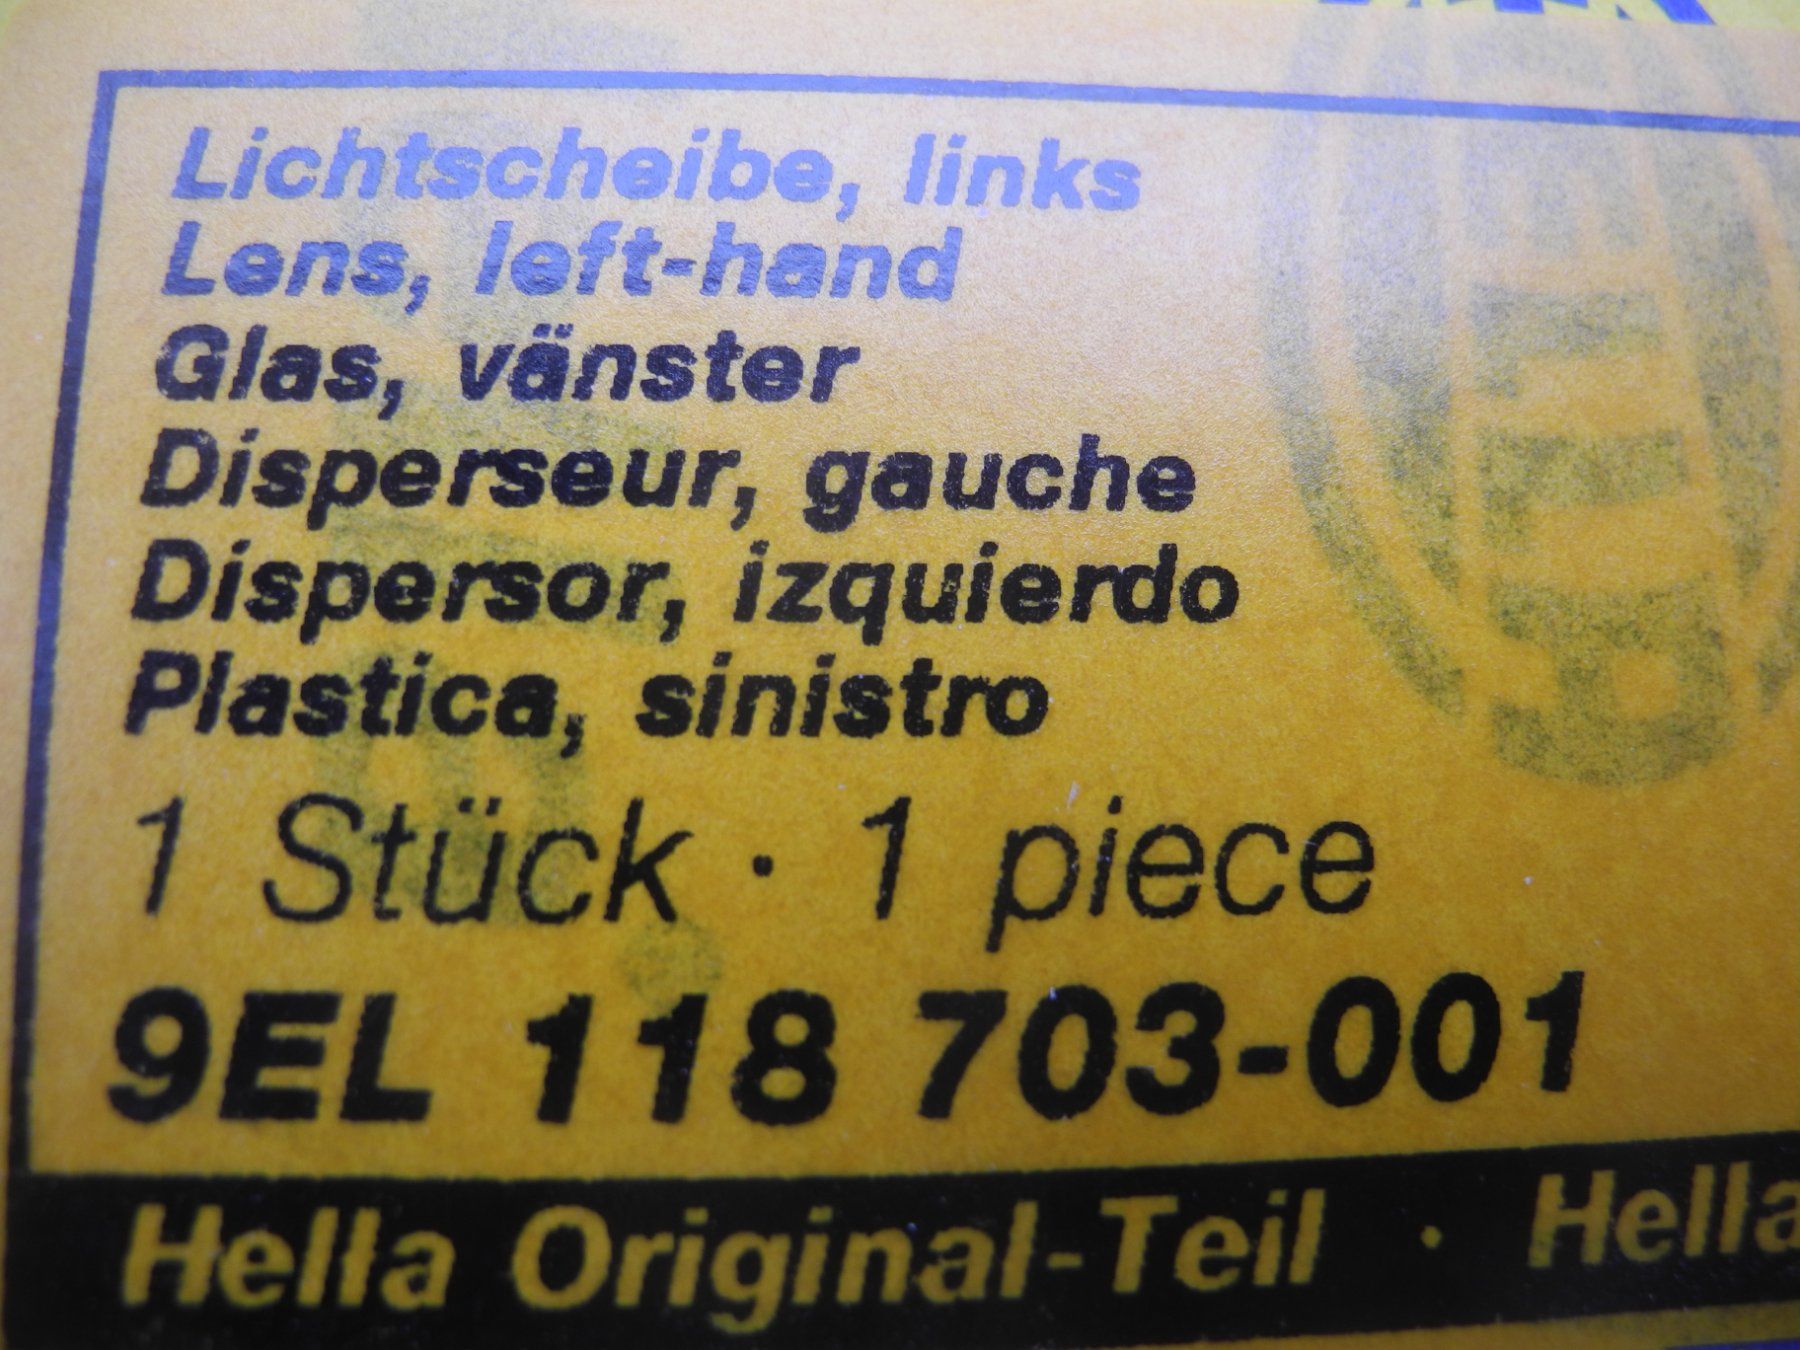 Lichtscheibe, links
Lens, left-hand
Glas, vänster
Disperseur, gauche
Dispersor, izquierdo
Plastica, sinistro
1 Stück · 1 piece
9EL 118 703-001
Hella Original-Teil · Hella